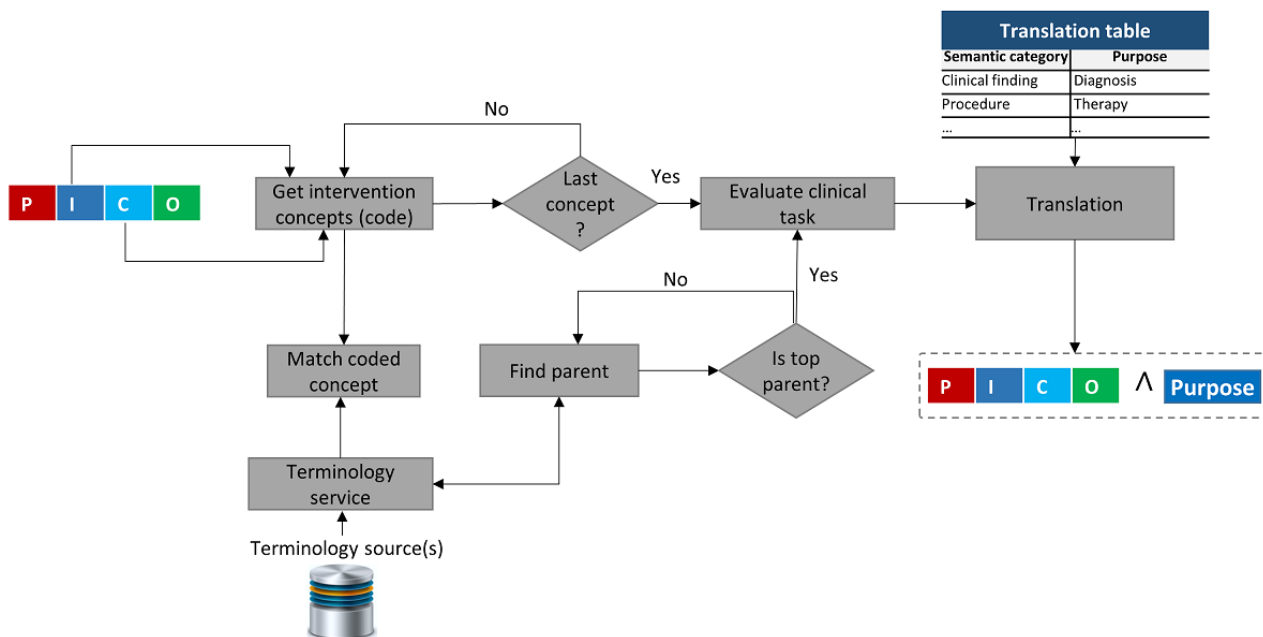 Translation table
Semantic category Purpose
Clinical finding Diagnosis
Procedure Therapy
... ...
No
P I C O
Get intervention
concepts (code)
Last
concept
?
Yes
Evaluate clinical
task
Translation
No
Yes
Match coded
concept
Find parent
Is top
parent?
P I C O ∧ Purpose
Terminology
service
Terminology source(s)